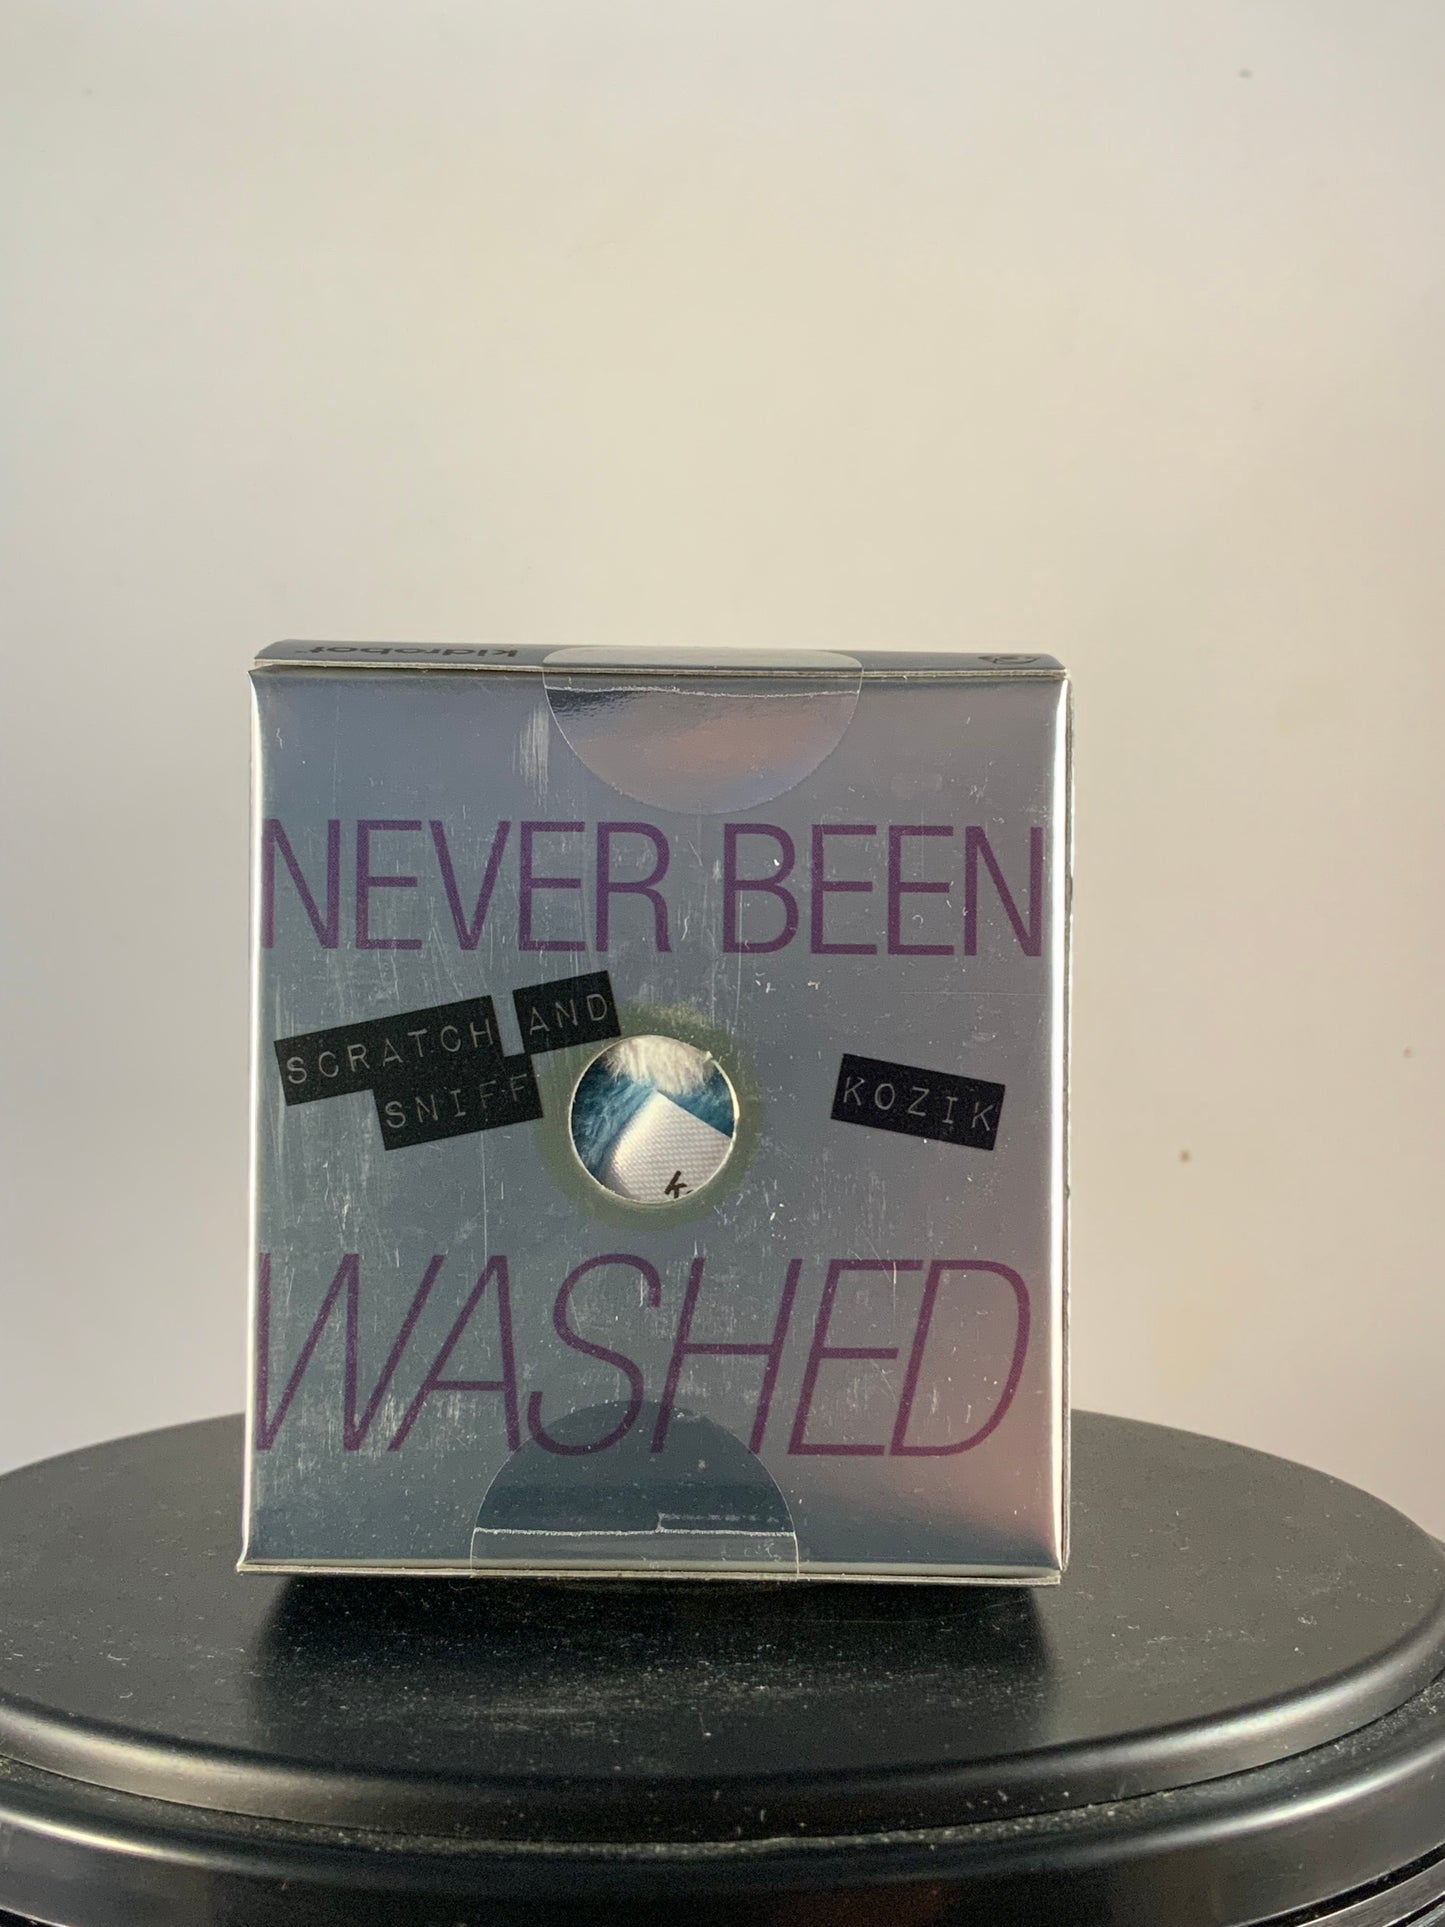 kidrobot
NEVER BEEN
SCRATCH AND
SNIFF
KOZIK
k
WASHED